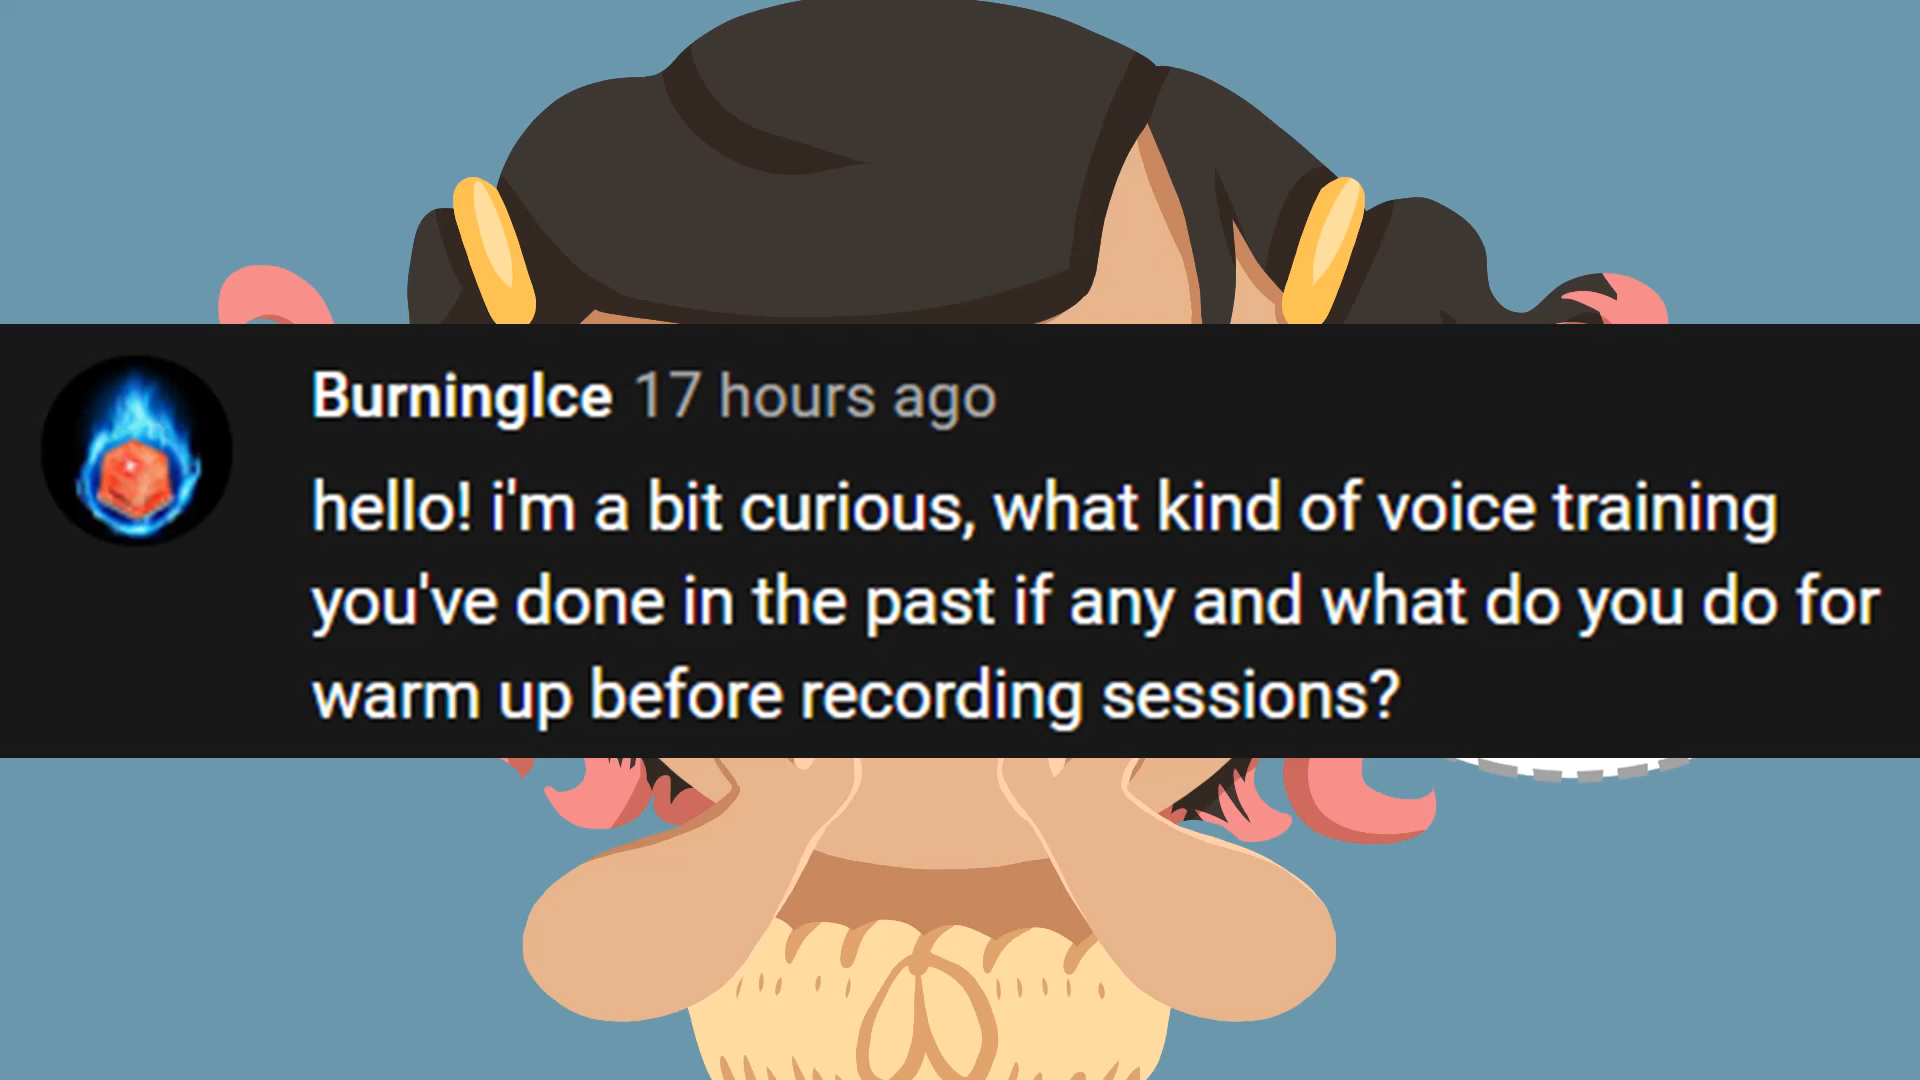 BurningIce 17 hours ago
hello! i'm a bit curious, what kind of voice training
you've done in the past if any and what do you do for
warm up before recording sessions?